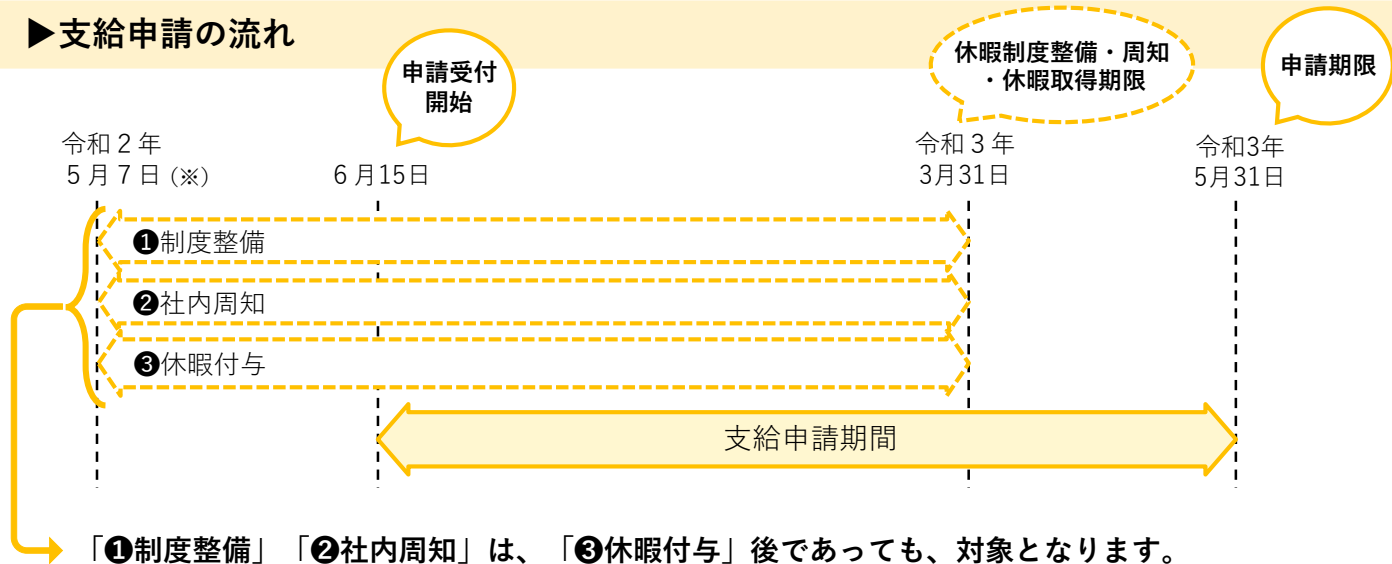 ▶支給申請の流れ
申請受付
開始
休暇制度整備・周知
・休暇取得期限
申請期限
令和２年
５月７日(※)
６月15日
令和３年
3月31日
令和3年
5月31日
❶制度整備
❷社内周知
❸休暇付与
支給申請期間
「❶制度整備」「❷社内周知」は、「❸休暇付与」後であっても、対象となります。